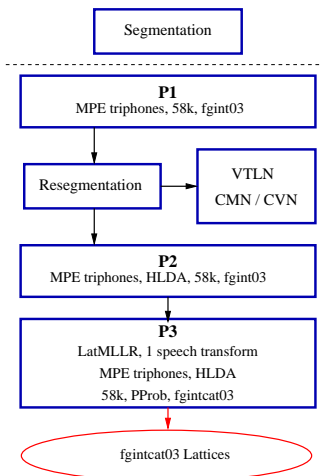 Segmentation
P1
MPE triphones, 58k, fgint03
Resegmentation
VTLN
CMN / CVN
P2
MPE triphones, HLDA, 58k, fgint03
P3
LatMLLR, 1 speech transform
MPE triphones, HLDA
58k, PProb, fgintcat03
fgintcat03 Lattices